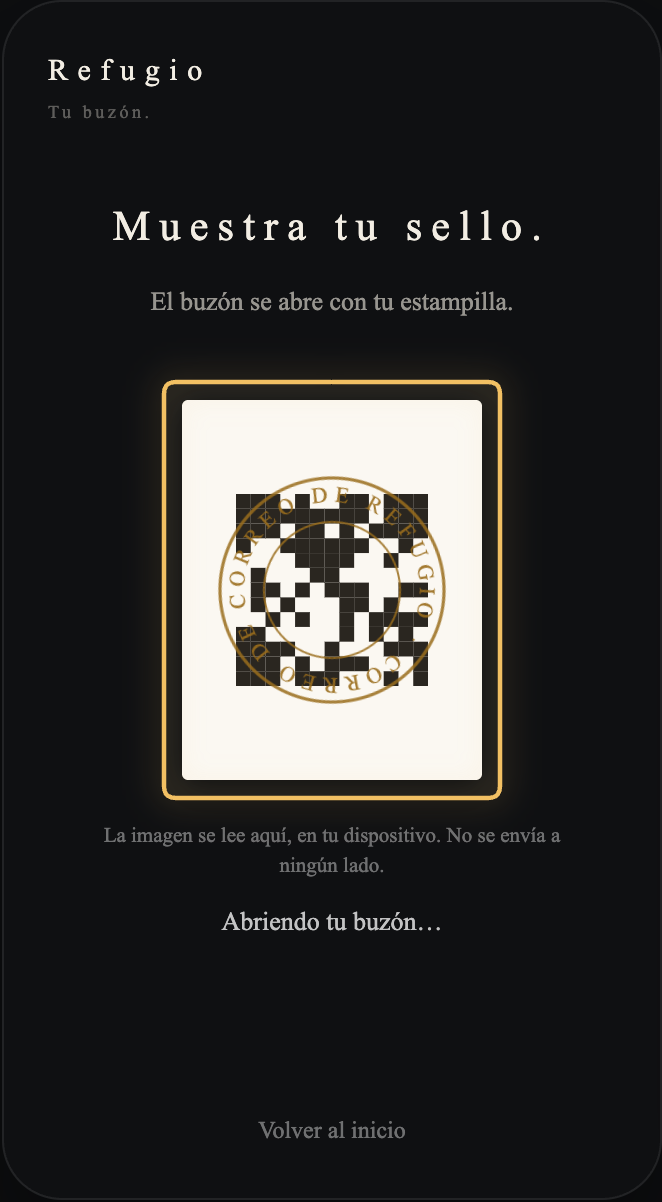 Refugio
Tu buzón.
Muestra tu sello.
El buzón se abre con tu estampilla.
CORREO DE REFUGIO · CORREO DE
La imagen se lee aquí, en tu dispositivo. No se envía a
ningún lado.
Abriendo tu buzón…
Volver al inicio